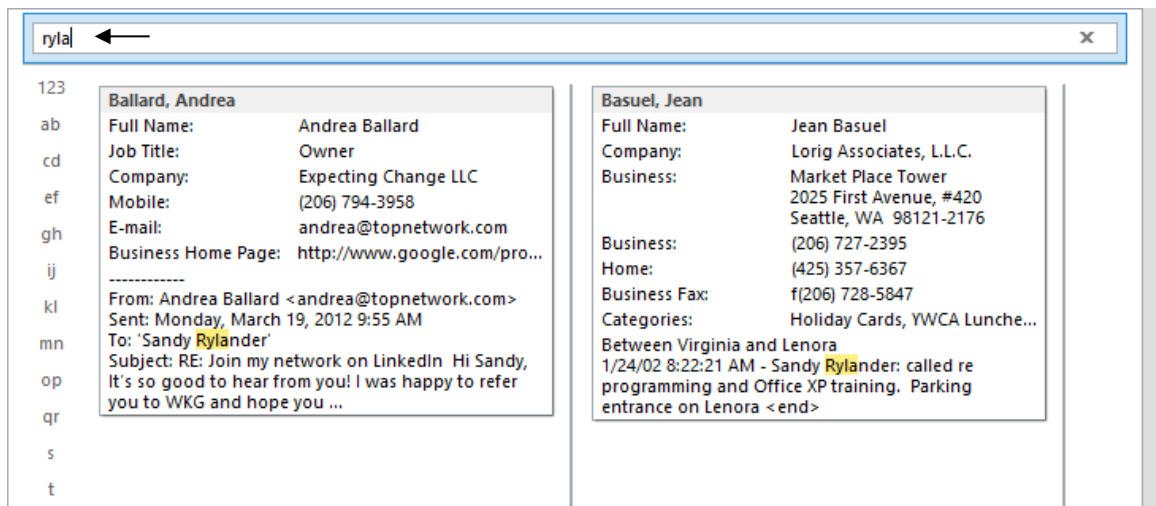 ryla
123
ab
cd
ef
gh
ij
kl
mn
op
qr
s
t
Ballard, Andrea
Full Name: Andrea Ballard
Job Title: Owner
Company: Expecting Change LLC
Mobile: (206) 794-3958
E-mail: andrea@topnetwork.com
Business Home Page: http://www.google.com/pro...
------------
From: Andrea Ballard <andrea@topnetwork.com>
Sent: Monday, March 19, 2012 9:55 AM
To: 'Sandy Rylander'
Subject: RE: Join my network on LinkedIn Hi Sandy,
It's so good to hear from you! I was happy to refer
you to WKG and hope you ...
Basuel, Jean
Full Name: Jean Basuel
Company: Lorig Associates, L.L.C.
Business: Market Place Tower
2025 First Avenue, #420
Seattle, WA 98121-2176
Business: (206) 727-2395
Home: (425) 357-6367
Business Fax: f(206) 728-5847
Categories: Holiday Cards, YWCA Lunche...
Between Virginia and Lenora
1/24/02 8:22:21 AM - Sandy Rylander: called re
programming and Office XP training. Parking
entrance on Lenora <end>